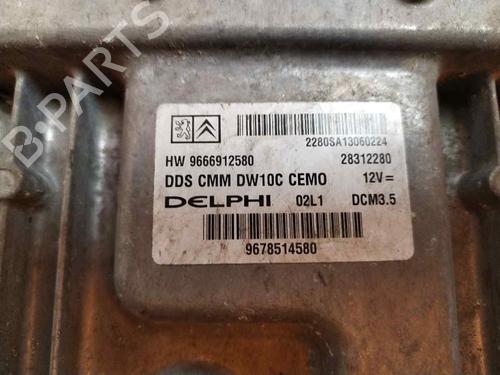 B-PARTS
2280SA13060224
HW 9666912580 28312280
DDS CMM DW10C CEMO 12V =
DELPHI 02L1 DCM3.5
9678514580